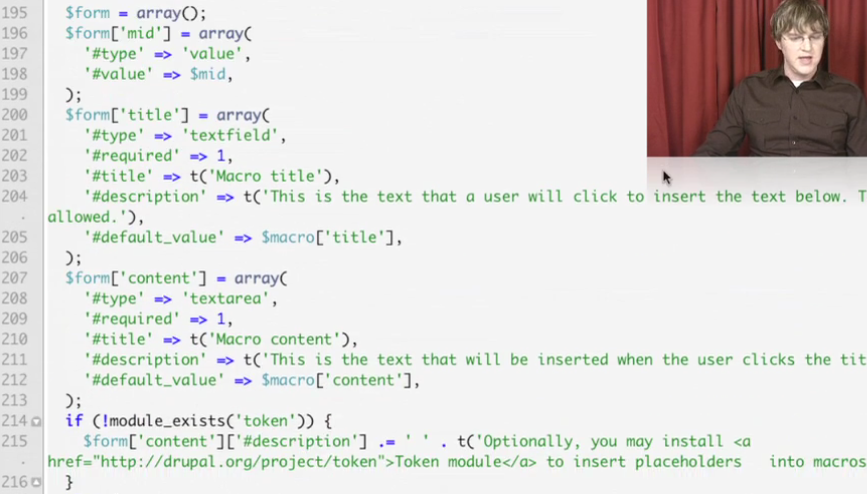 195 $form = array();
196 $form['mid'] = array(
197 '#type' => 'value',
198 '#value' => $mid,
199 );
200 $form['title'] = array(
201 '#type' => 'textfield',
202 '#required' => 1,
203 '#title' => t('Macro title'),
204 '#description' => t('This is the text that a user will click to insert the text below. T
· allowed.'),
205 '#default_value' => $macro['title'],
206 );
207 $form['content'] = array(
208 '#type' => 'textarea',
209 '#required' => 1,
210 '#title' => t('Macro content'),
211 '#description' => t('This is the text that will be inserted when the user clicks the tit
212 '#default_value' => $macro['content'],
213 );
214 if (!module_exists('token')) {
215 $form['content']['#description'] .= ' ' . t('Optionally, you may install <a
· href="http://drupal.org/project/token">Token module</a> to insert placeholders into macros
216 }